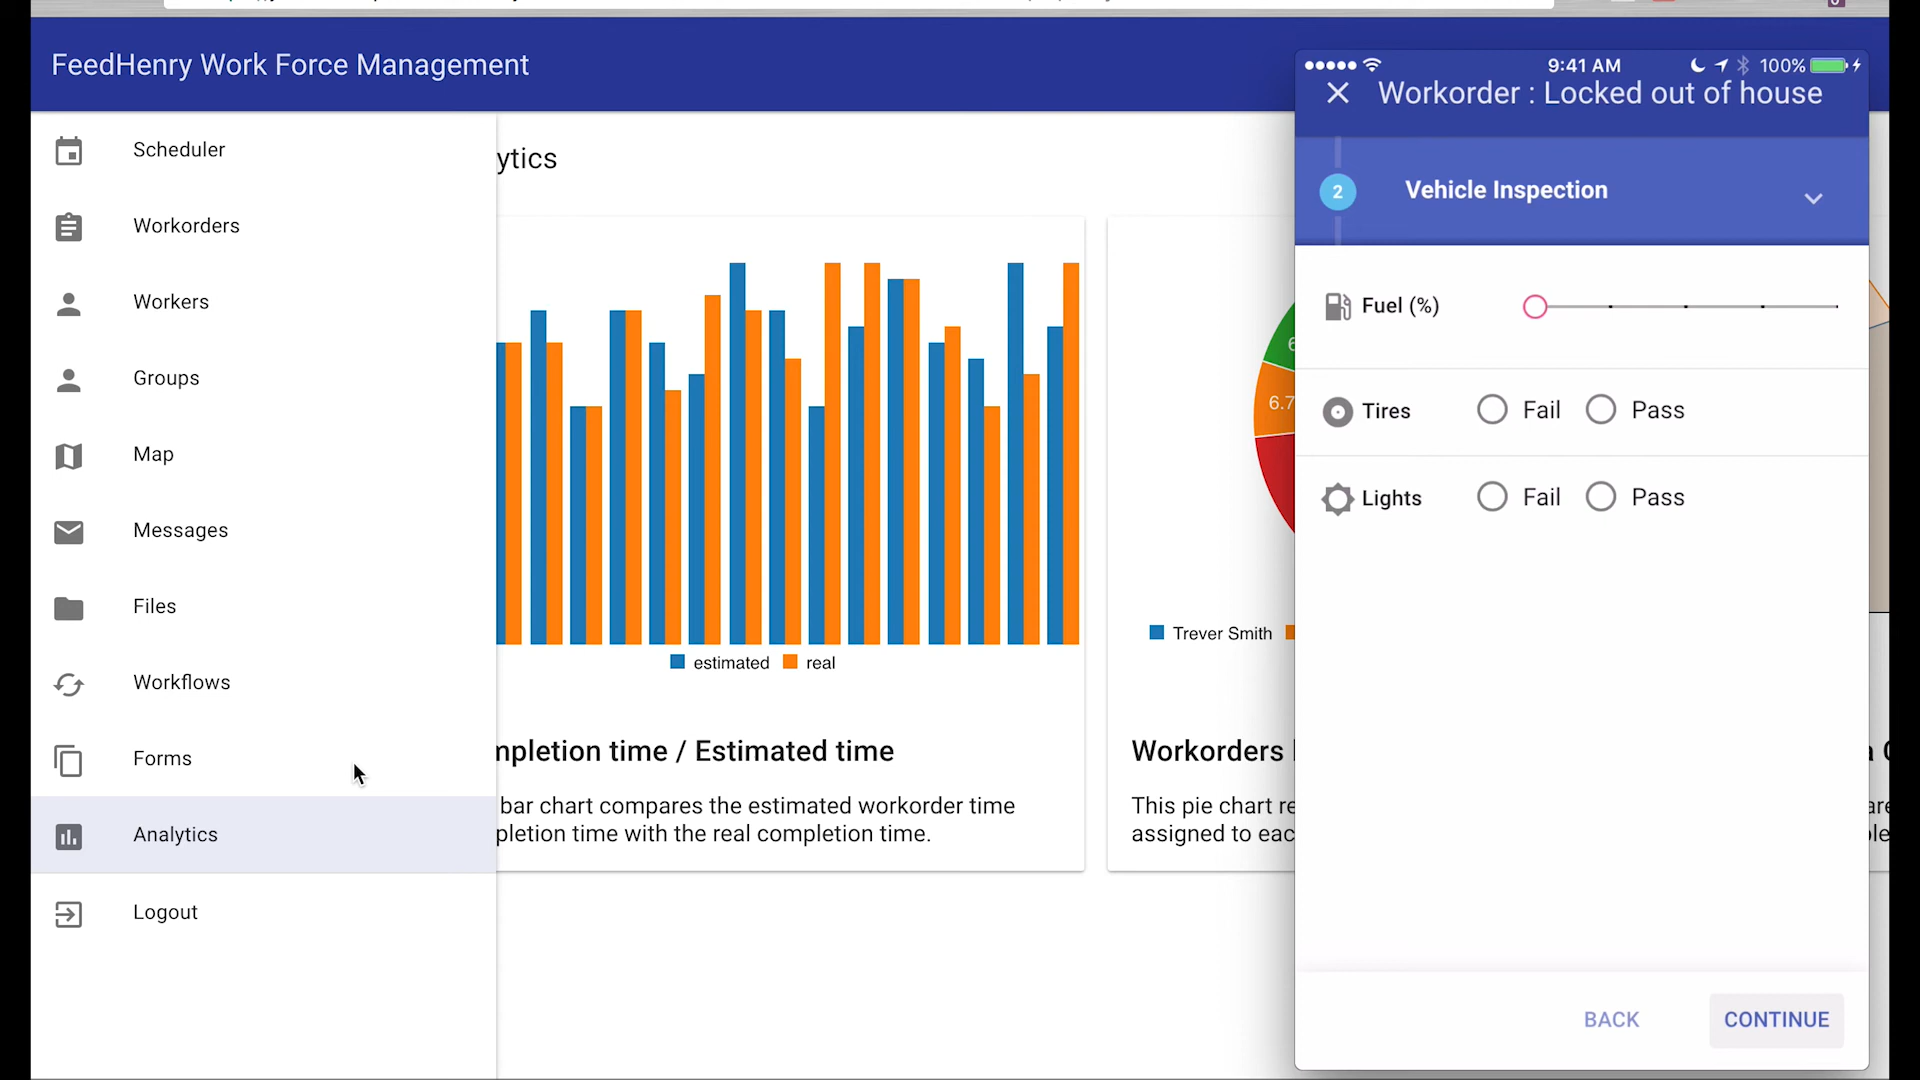 FeedHenry Work Force Management
Scheduler
Workorders
Workers
Groups
Map
Messages
Files
Workflows
Forms
Analytics
Logout
ytics
estimated real
mpletion time / Estimated time
bar chart compares the estimated workorder time
pletion time with the real completion time.
6.7
Trever Smith
Workorders
This pie chart re
assigned to eac
9:41 AM 100%
Workorder : Locked out of house
2 Vehicle Inspection
Fuel (%)
Tires Fail Pass
Lights Fail Pass
BACK CONTINUE